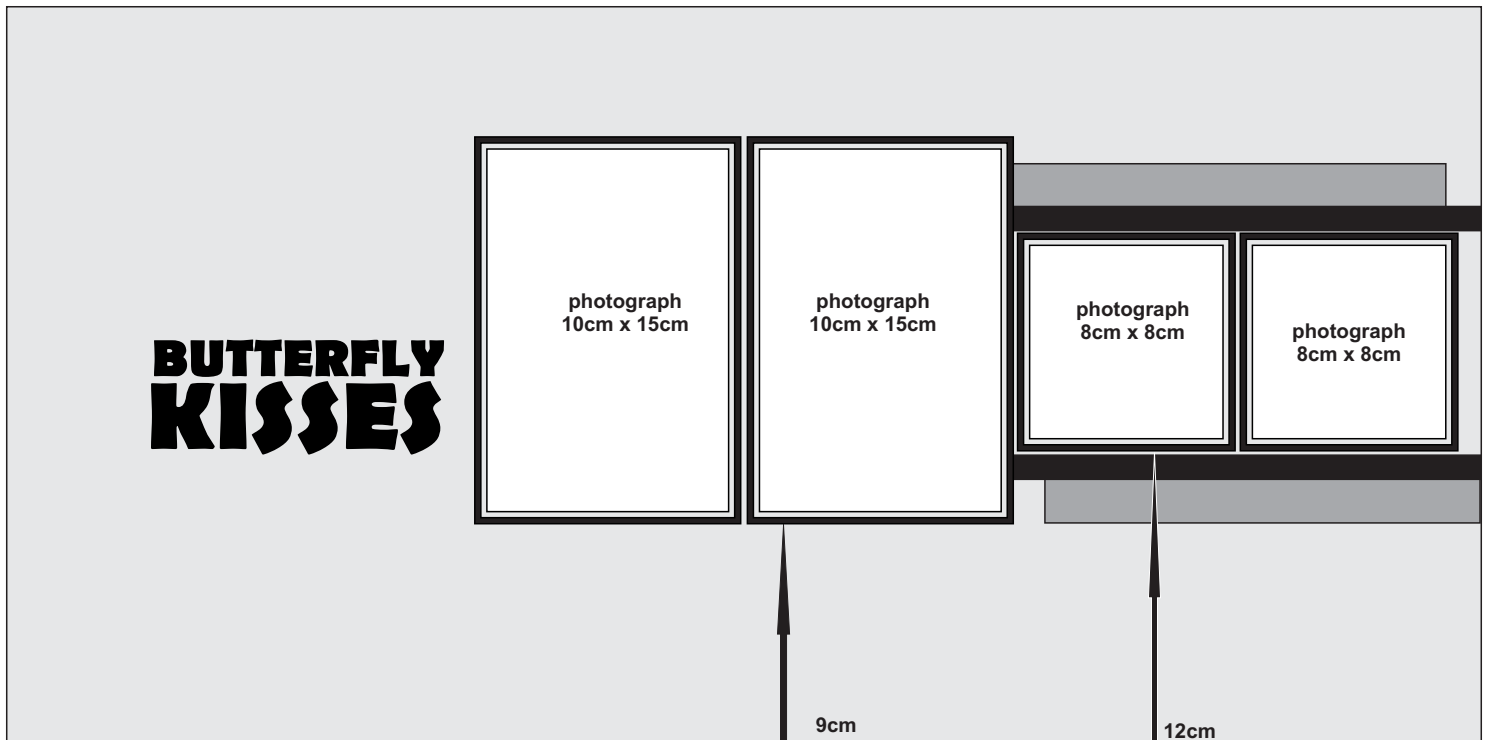 BUTTERFLY
KISSES
photograph
10cm x 15cm
photograph
10cm x 15cm
photograph
8cm x 8cm
photograph
8cm x 8cm
9cm
12cm